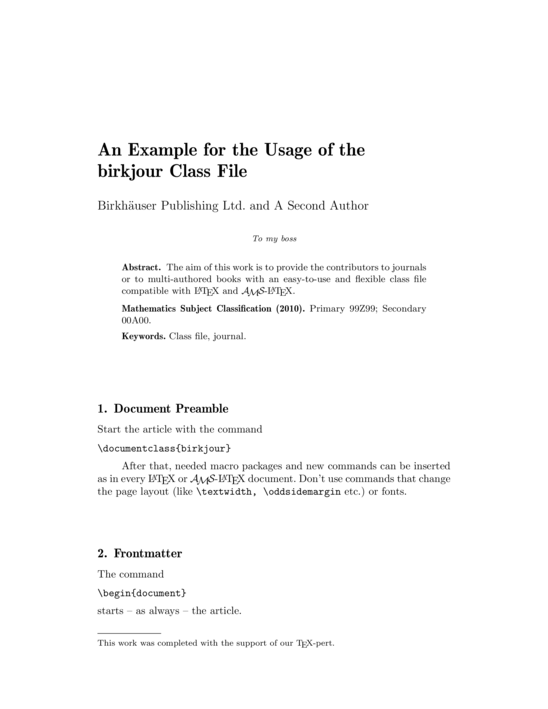 An Example for the Usage of the
birkjour Class File
Birkhäuser Publishing Ltd. and A Second Author
To my boss
Abstract. The aim of this work is to provide the contributors to journals
or to multi-authored books with an easy-to-use and flexible class file
compatible with LATEX and AMS-LATEX.
Mathematics Subject Classification (2010). Primary 99Z99; Secondary
00A00.
Keywords. Class file, journal.
1. Document Preamble
Start the article with the command
\documentclass{birkjour}
After that, needed macro packages and new commands can be inserted
as in every LATEX or AMS-LATEX document. Don't use commands that change
the page layout (like \textwidth, \oddsidemargin etc.) or fonts.
2. Frontmatter
The command
\begin{document}
starts – as always – the article.
This work was completed with the support of our TEX-pert.